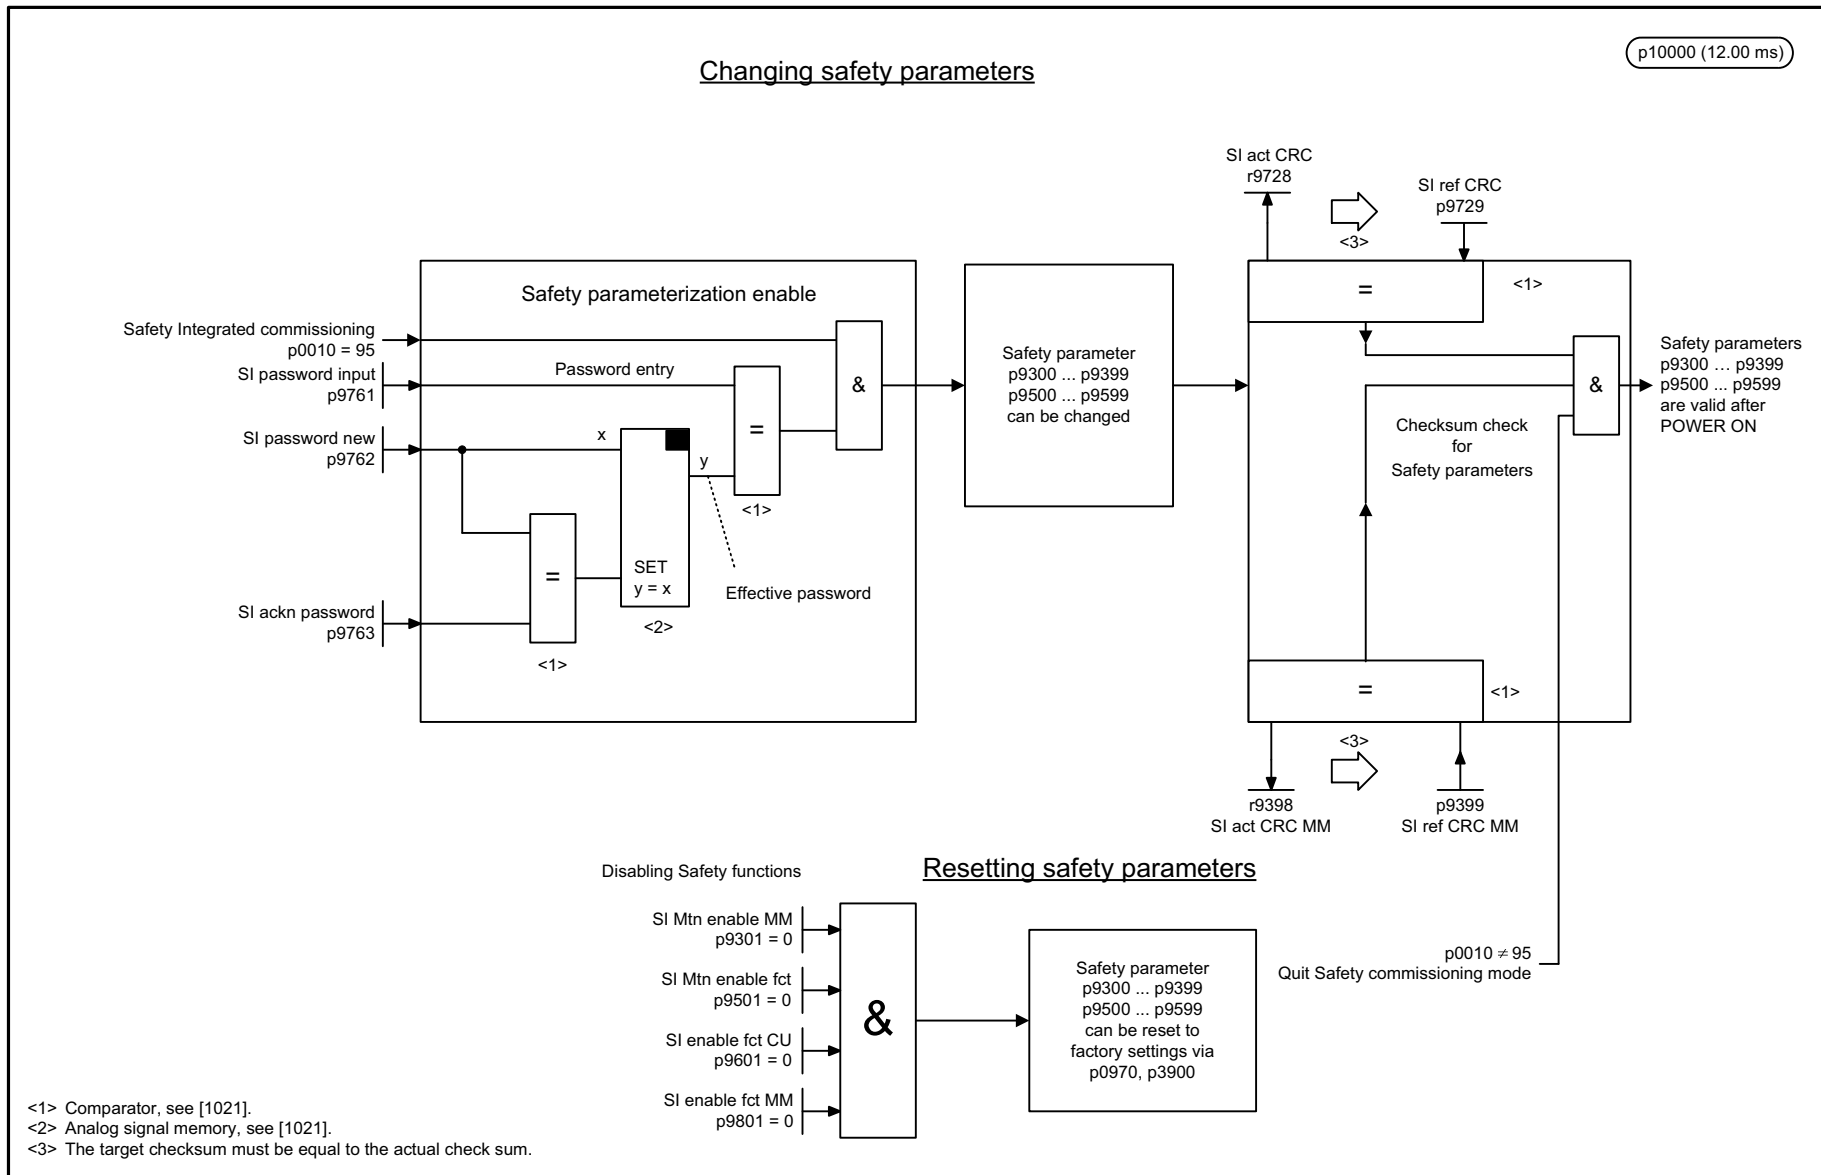 Changing safety parameters
p10000 (12.00 ms)
SI act CRC
r9728
<3>
SI ref CRC
p9729
Safety parameterization enable
=
<1>
Safety Integrated commissioning
p0010 = 95
SI password input
p9761
Password entry
SI password new
p9762
x
y
=
<1>
&
SET
y = x
<2>
Effective password
=
<1>
SI ackn password
p9763
Safety parameter
p9300 ... p9399
p9500 ... p9599
can be changed
Checksum check
for
Safety parameters
&
Safety parameters
p9300 … p9399
p9500 ... p9599
are valid after
POWER ON
=
<1>
<3>
r9398
SI act CRC MM
p9399
SI ref CRC MM
Disabling Safety functions
Resetting safety parameters
SI Mtn enable MM
p9301 = 0
SI Mtn enable fct
p9501 = 0
SI enable fct CU
p9601 = 0
SI enable fct MM
p9801 = 0
&
Safety parameter
p9300 ... p9399
p9500 ... p9599
can be reset to
factory settings via
p0970, p3900
p0010 ≠ 95
Quit Safety commissioning mode
<1> Comparator, see [1021].
<2> Analog signal memory, see [1021].
<3> The target checksum must be equal to the actual check sum.